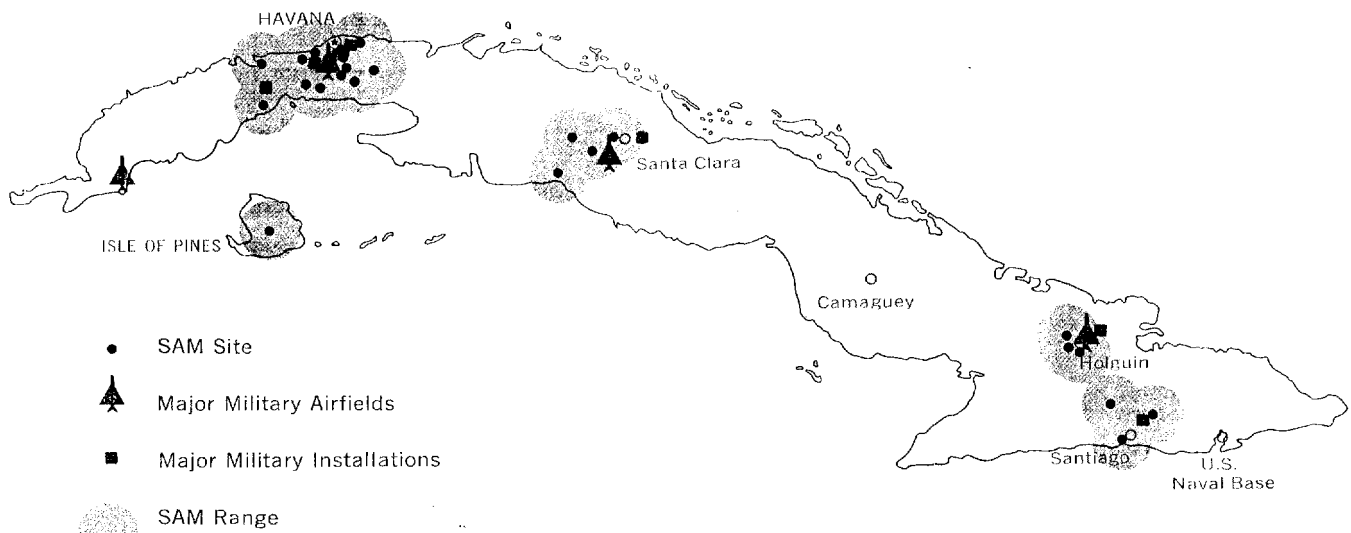 HAVANA
Santa Clara
ISLE OF PINES
Camaguey
Holguin
Santiago
U.S.
Naval Base
SAM Site
Major Military Airfields
Major Military Installations
SAM Range